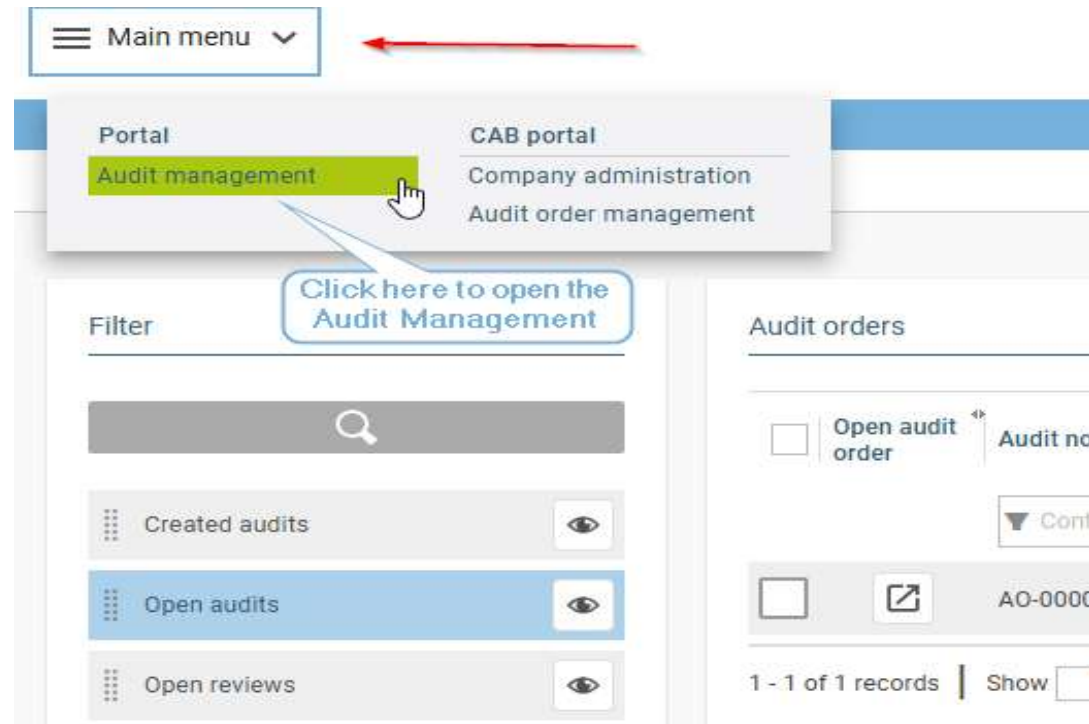 Main menu
Portal
CAB portal
Audit management
Company administration
Audit order management
Click here to open the
Audit Management
Filter
Audit orders
Open audit
order
Audit
Created audits
Open audits
Open reviews
1 - 1 of 1 records
Show